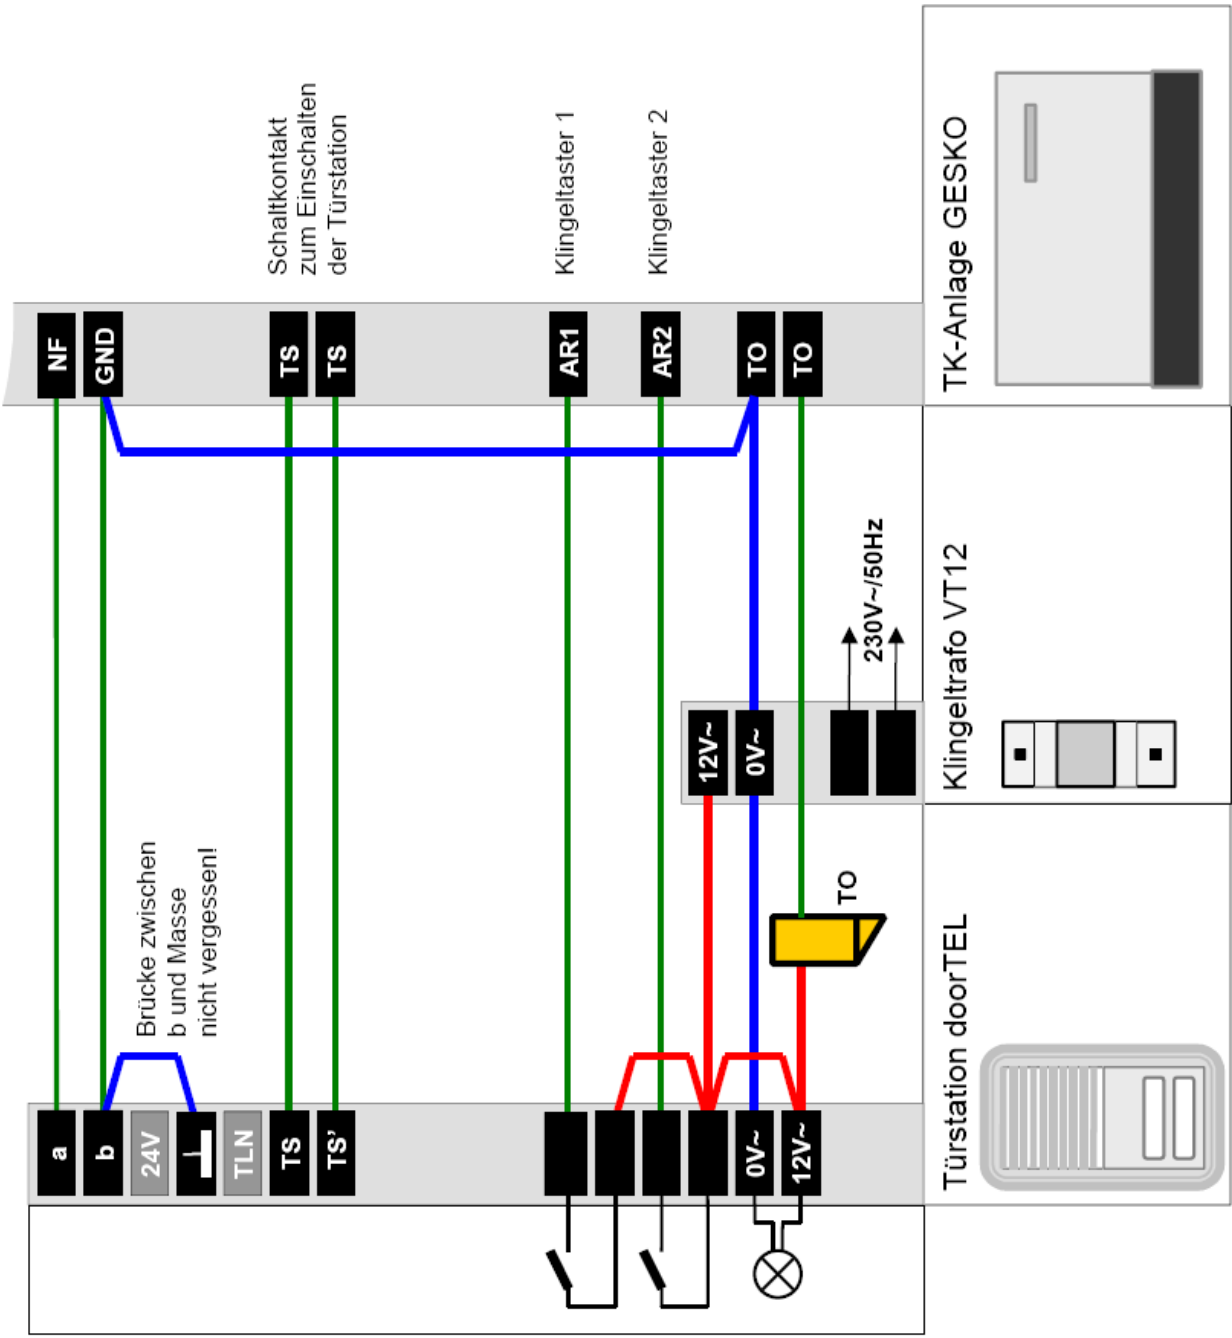 Türstation doorTEL
Klingeltrafo VT12
TK-Anlage GESKO
a
b
24V
TLN
TS
TS’
0V~
12V~
Brücke zwischen
b und Masse
nicht vergessen!
TO
12V~
0V~
230V~/50Hz
NF
GND
TS
TS
AR1
AR2
TO
TO
Schaltkontakt
zum Einschalten
der Türstation
Klingeltaster 1
Klingeltaster 2